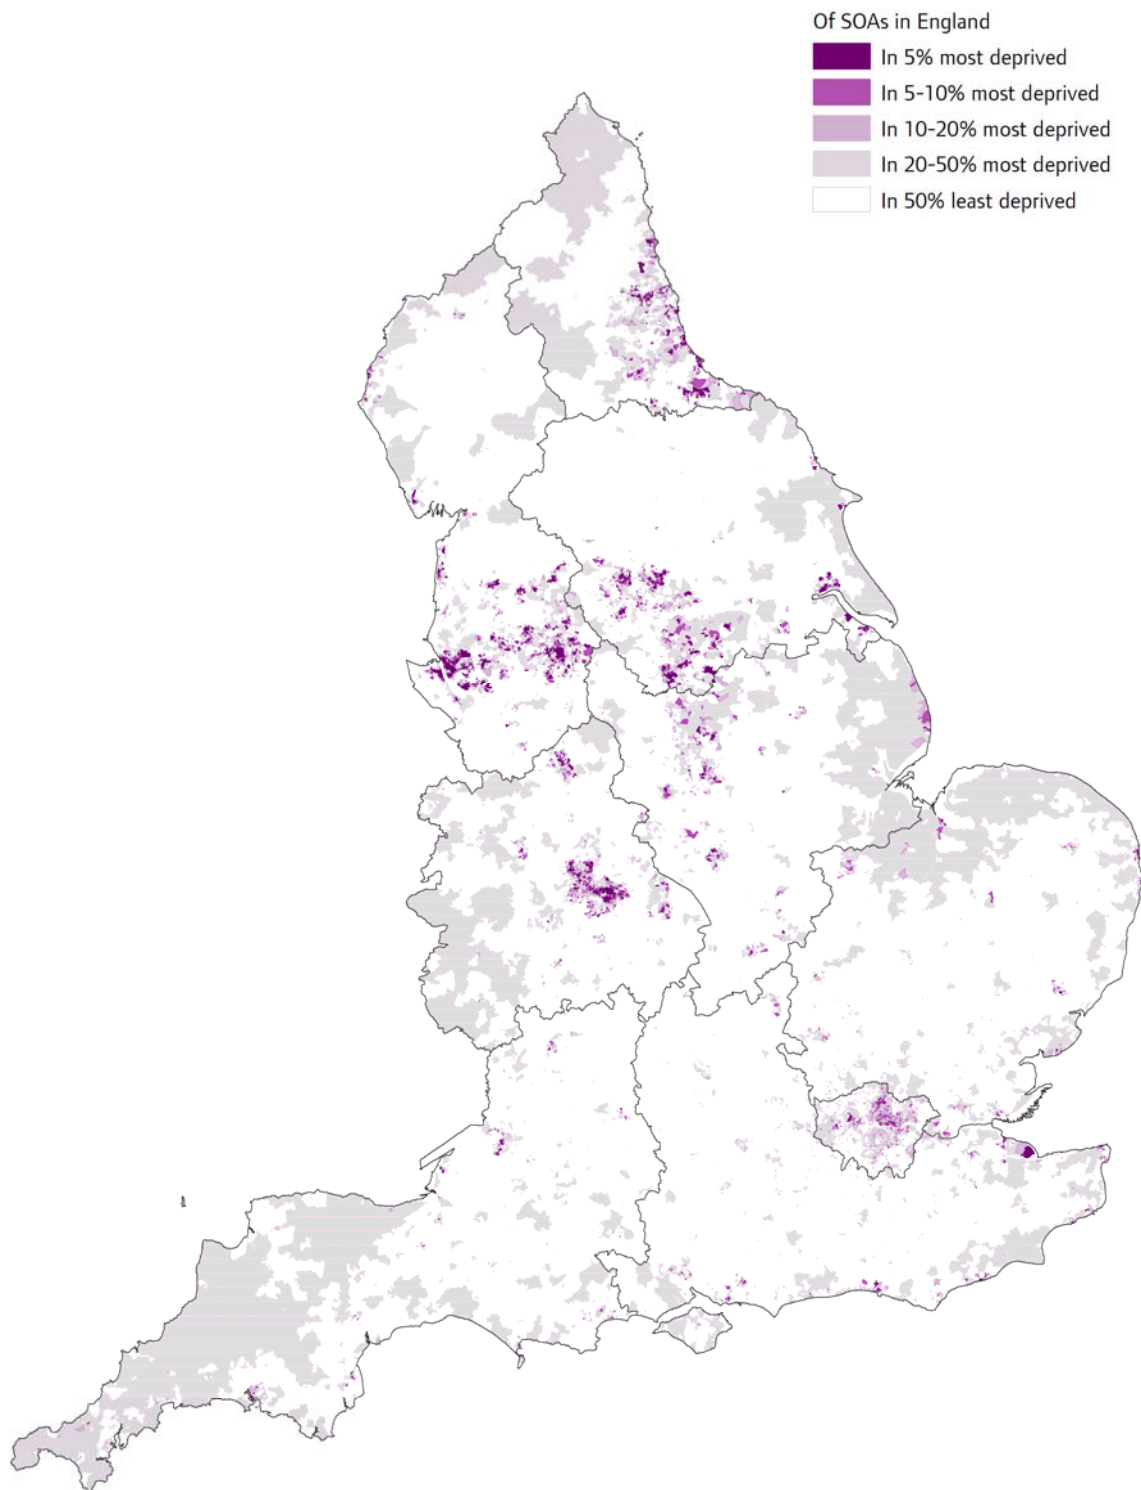 Of SOAs in England
In 5% most deprived
In 5-10% most deprived
In 10-20% most deprived
In 20-50% most deprived
In 50% least deprived